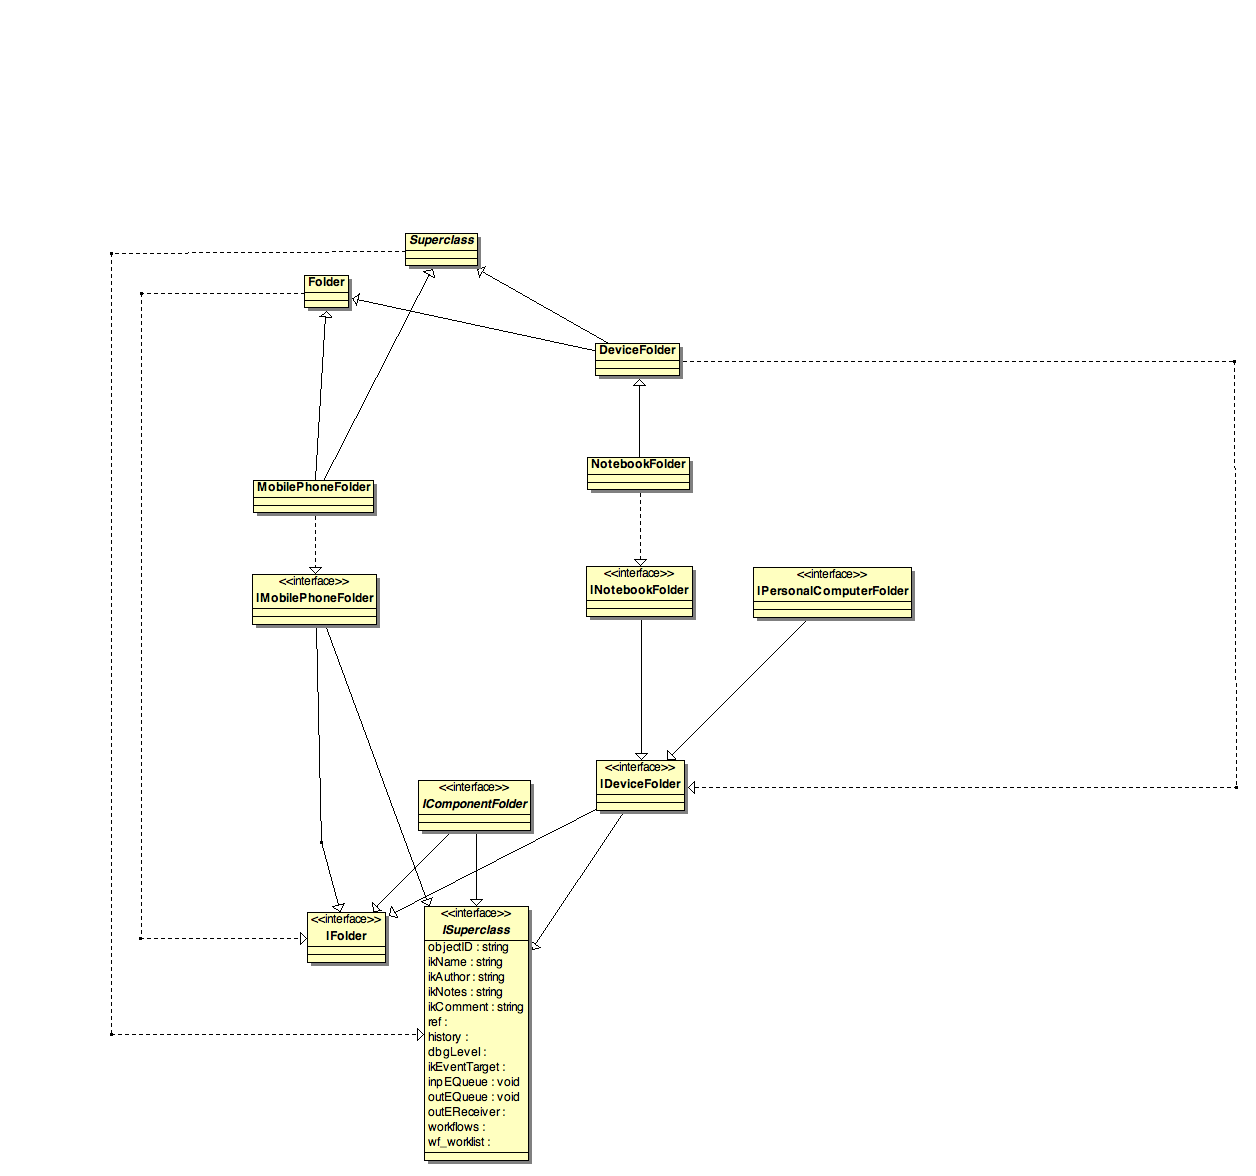 Superclass
Folder
DeviceFolder
NotebookFolder
MobilePhoneFolder
<<interface>>
IMobilePhoneFolder
<<interface>>
INotebookFolder
<<interface>>
IPersonalComputerFolder
<<interface>>
IDeviceFolder
<<interface>>
IComponentFolder
<<interface>>
IFolder
<<interface>>
ISuperclass
objectID : string
ikName : string
ikAuthor : string
ikNotes : string
ikComment : string
ref :
history :
dbgLevel :
ikEventTarget :
inpEQueue : void
outEQueue : void
outEReceiver :
workflows :
wf_worklist :